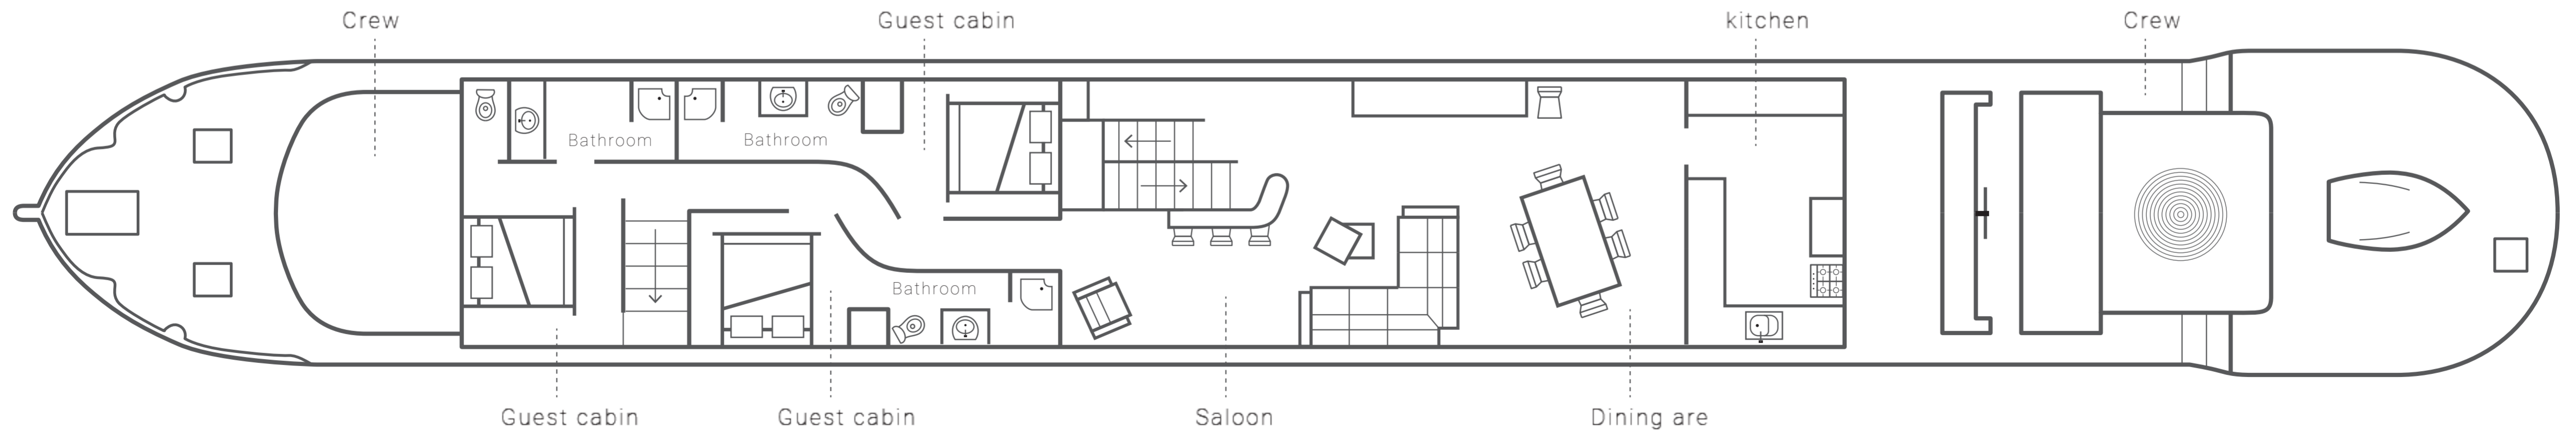 Crew
Guest cabin
kitchen
Crew
Bathroom
Bathroom
Bathroom
Guest cabin
Guest cabin
Saloon
Dining are